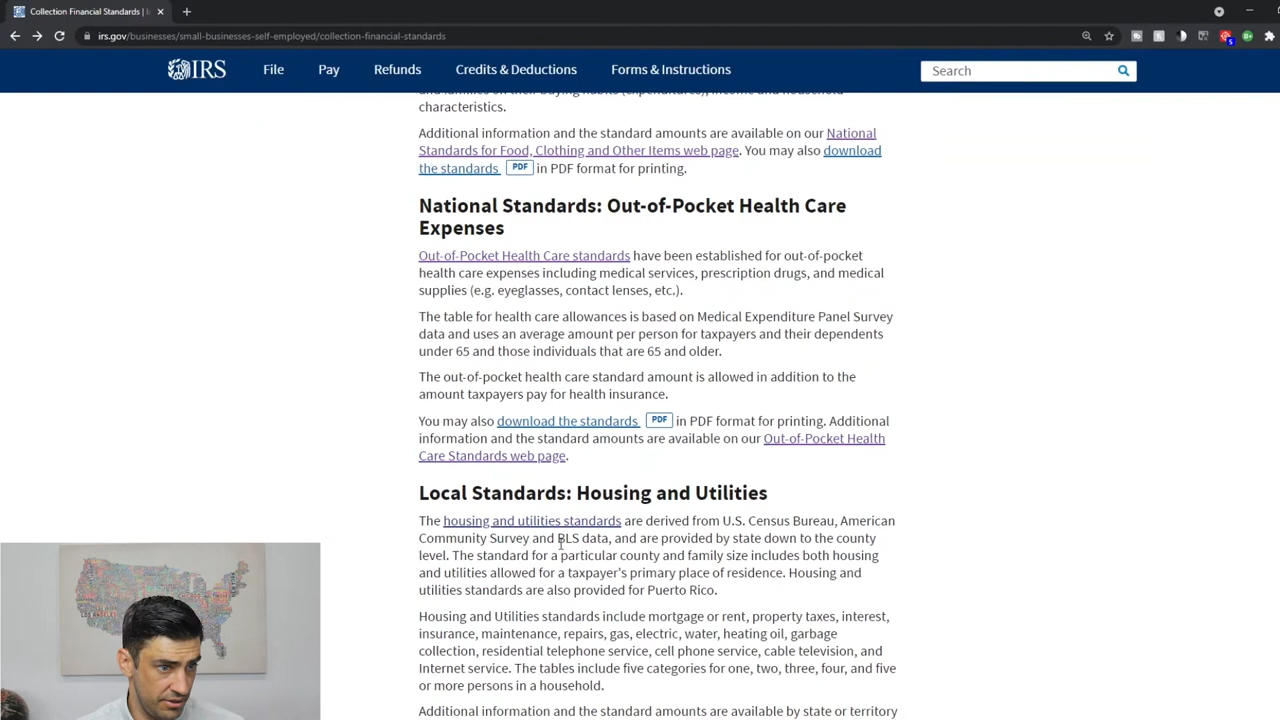 Collection Financial Standards | I
irs.gov/businesses/small-businesses-self-employed/collection-financial-standards
IRS File Pay Refunds Credits & Deductions Forms & Instructions Search
and families on their buying habits (expenditures), income and household
characteristics.
Additional information and the standard amounts are available on our National
Standards for Food, Clothing and Other Items web page. You may also download
the standards PDF in PDF format for printing.
National Standards: Out-of-Pocket Health Care
Expenses
Out-of-Pocket Health Care standards have been established for out-of-pocket
health care expenses including medical services, prescription drugs, and medical
supplies (e.g. eyeglasses, contact lenses, etc.).
The table for health care allowances is based on Medical Expenditure Panel Survey
data and uses an average amount per person for taxpayers and their dependents
under 65 and those individuals that are 65 and older.
The out-of-pocket health care standard amount is allowed in addition to the
amount taxpayers pay for health insurance.
You may also download the standards PDF in PDF format for printing. Additional
information and the standard amounts are available on our Out-of-Pocket Health
Care Standards web page.
Local Standards: Housing and Utilities
The housing and utilities standards are derived from U.S. Census Bureau, American
Community Survey and BLS data, and are provided by state down to the county
level. The standard for a particular county and family size includes both housing
and utilities allowed for a taxpayer's primary place of residence. Housing and
utilities standards are also provided for Puerto Rico.
Housing and Utilities standards include mortgage or rent, property taxes, interest,
insurance, maintenance, repairs, gas, electric, water, heating oil, garbage
collection, residential telephone service, cell phone service, cable television, and
Internet service. The tables include five categories for one, two, three, four, and five
or more persons in a household.
Additional information and the standard amounts are available by state or territory